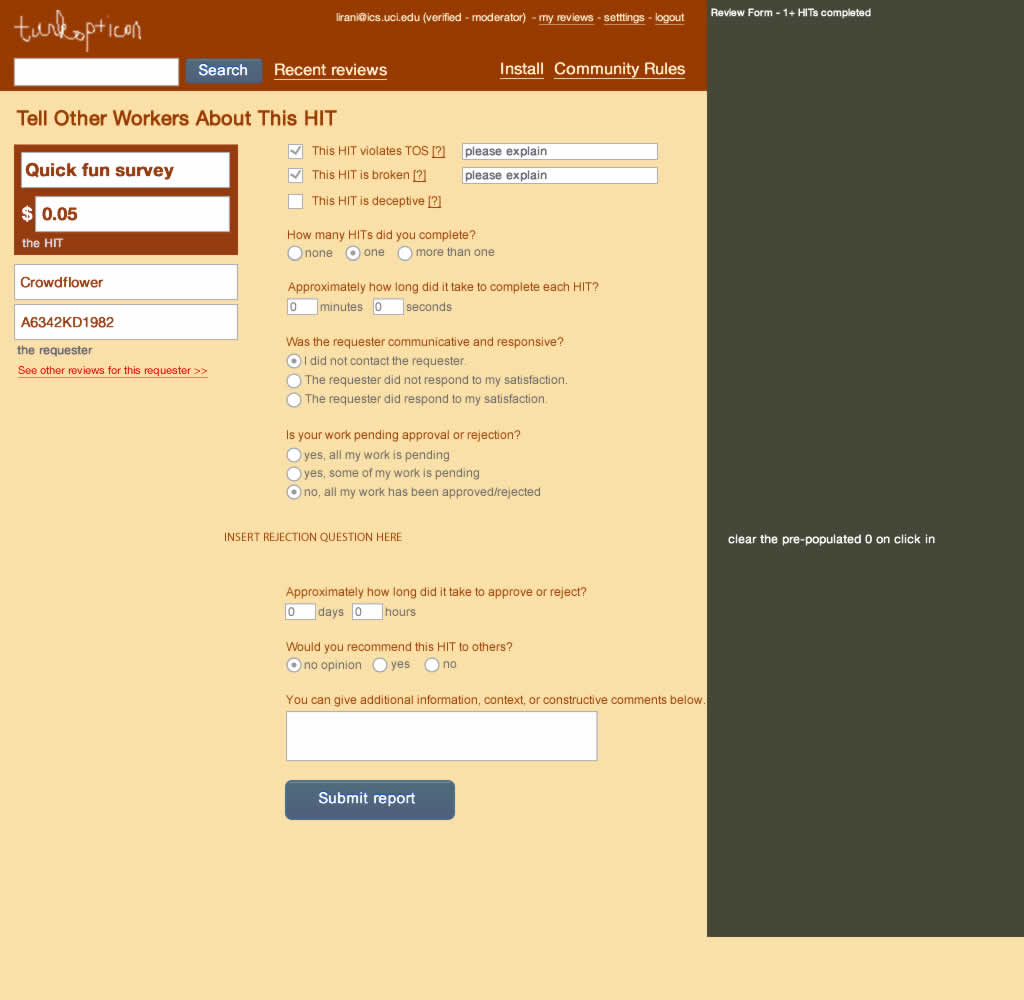 turkopticon
lirani@ics.uci.edu (verified - moderator) - my reviews - setttings - logout
Review Form - 1+ HITs completed
Search
Recent reviews
Install
Community Rules
Tell Other Workers About This HIT
Quick fun survey
$ 0.05
the HIT
Crowdflower
A6342KD1982
the requester
See other reviews for this requester >>
This HIT violates TOS [?] please explain
This HIT is broken [?] please explain
This HIT is deceptive [?]
How many HITs did you complete?
none one more than one
Approximately how long did it take to complete each HIT?
0 minutes 0 seconds
Was the requester communicative and responsive?
I did not contact the requester.
The requester did not respond to my satisfaction.
The requester did respond to my satisfaction.
Is your work pending approval or rejection?
yes, all my work is pending
yes, some of my work is pending
no, all my work has been approved/rejected
INSERT REJECTION QUESTION HERE
clear the pre-populated 0 on click in
Approximately how long did it take to approve or reject?
0 days 0 hours
Would you recommend this HIT to others?
no opinion yes no
You can give additional information, context, or constructive comments below.
Submit report